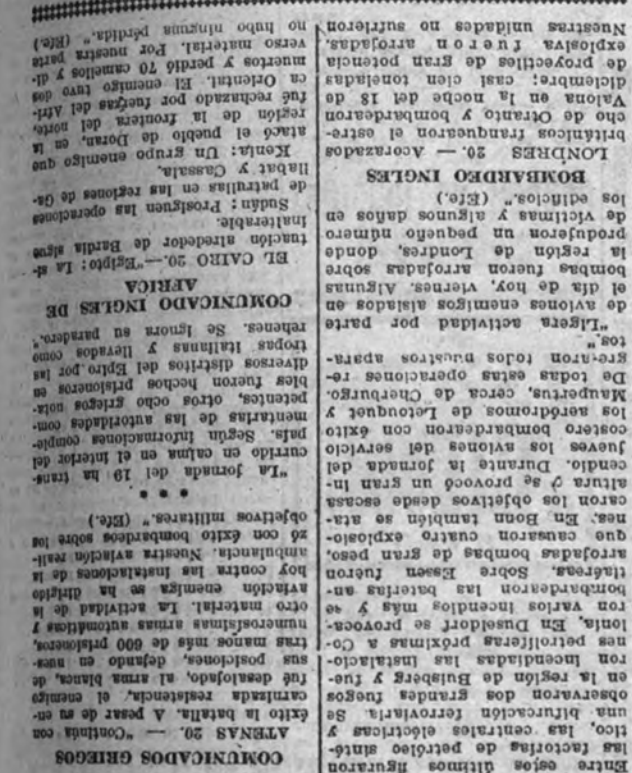 Entre esos últimos figuraron
las factorías de petróleo sinté-
tico, las centrales eléctricas y
una bifurcación ferroviaria. Se
observaron dos grandes fuegos
en la región de Buisberg y fue-
ron incendiadas las instalacio-
nes petrolíferas próximas a Co-
lonia. En Duseldorf se provoca-
ron varios incendios más y se
bombardearon las baterías an-
tiaéreas. Sobre Essen fueron
arrojadas bombas de gran peso,
que causaron cuatro explosio-
nes. En Bonn también se ata-
caron los objetivos desde escasa
altura y se provocó un gran in-
cendio. Durante la jornada del
jueves los aviones del servicio
costero bombardearon con éxito
los aeródromos de Letouquet y
Maupertus, cerca de Cherburgo.
De todas estas operaciones re-
gresaron todos nuestros apara-
tos."
"Ligera actividad por parte
de aviones enemigos aislados en
el día de hoy, viernes. Algunas
bombas fueron arrojadas sobre
la región de Londres, donde
produjeron un pequeño número
de víctimas y algunos daños en
los edificios." (Efe.)
BOMBARDEO INGLES
LONDRES 20. — Acorazados
británicos franquearon el estre-
cho de Otranto y bombardearon
Valona en la noche del 18 de
diciembre; casi cien toneladas
de proyectiles de gran potencia
explosiva fueron arrojadas.
Nuestras unidades no sufrieron
COMUNICADOS GRIEGOS
ATENAS 20. — "Continúa con
éxito la batalla. A pesar de su en-
carnizada resistencia, el enemigo
fué desalojado, al arma blanca, de
sus posiciones, dejando en nues-
tras manos más de 600 prisioneros,
numerosísimas armas automáticas y
otro material. La actividad de la
aviación enemiga se ha dirigido
hoy contra las instalaciones de la
ambulancia. Nuestra aviación reali-
zó con éxito bombardeos sobre los
objetivos militares." (Efe.)
* * *
"La jornada del 19 ha trans-
currido en calma en el interior del
país. Según informaciones comple-
mentarias de las autoridades com-
petentes, otros ocho griegos nota-
bles fueron hechos prisioneros en
diversos distritos del Epiro por las
tropas italianas y llevados como
rehenes. Se ignora su paradero."
COMUNICADO INGLES DE
AFRICA
EL CAIRO 20.—"Egipto: La si-
tuación alrededor de Bardia sigue
inalterable.
Sudán: Prosiguen las operaciones
de patrullas en las regiones de Ga-
llabat y Cassala.
Kenia: Un grupo enemigo que
atacó el pueblo de Doran, en la
región de la frontera del norte,
fué rechazado por fuerzas del Afri-
ca Oriental. El enemigo tuvo dos
muertos y perdió 70 camellos y di-
verso material. Por nuestra parte
no hubo ninguna pérdida." (Efe.)